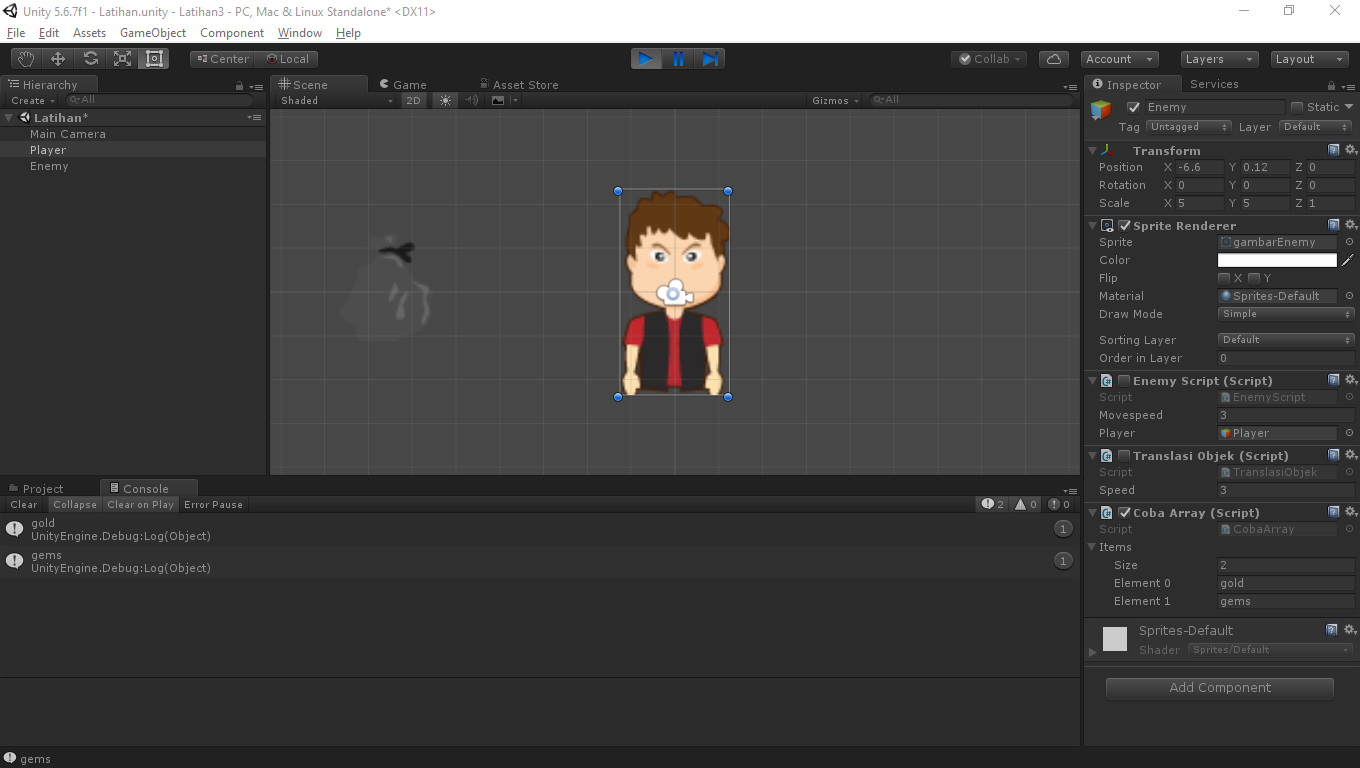 Unity 5.6.7f1 - Latihan.unity - Latihan3 - PC, Mac & Linux Standalone* <DX11>
File Edit Assets GameObject Component Window Help
Center Local Collab Account Layers Layout
Hierarchy
Create All
Latihan*
Main Camera
Player
Enemy
Scene Game Asset Store
Shaded 2D Gizmos All
Inspector Services
Enemy Static
Tag Untagged Layer Default
Transform
Position X -6.6 Y 0.12 Z 0
Rotation X 0 Y 0 Z 0
Scale X 5 Y 5 Z 1
Sprite Renderer
Sprite gambarEnemy
Color
Flip X Y
Material Sprites-Default
Draw Mode Simple
Sorting Layer Default
Order in Layer 0
Enemy Script (Script)
Script EnemyScript
Movespeed 3
Player Player
Translasi Objek (Script)
Script TranslasiObjek
Speed 3
Coba Array (Script)
Script CobaArray
Items
Size 2
Element 0 gold
Element 1 gems
Sprites-Default
Shader Sprites/Default
Add Component
Project Console
Clear Collapse Clear on Play Error Pause 2 0 0
gold
UnityEngine.Debug:Log(Object) 1
gems
UnityEngine.Debug:Log(Object) 1
gems